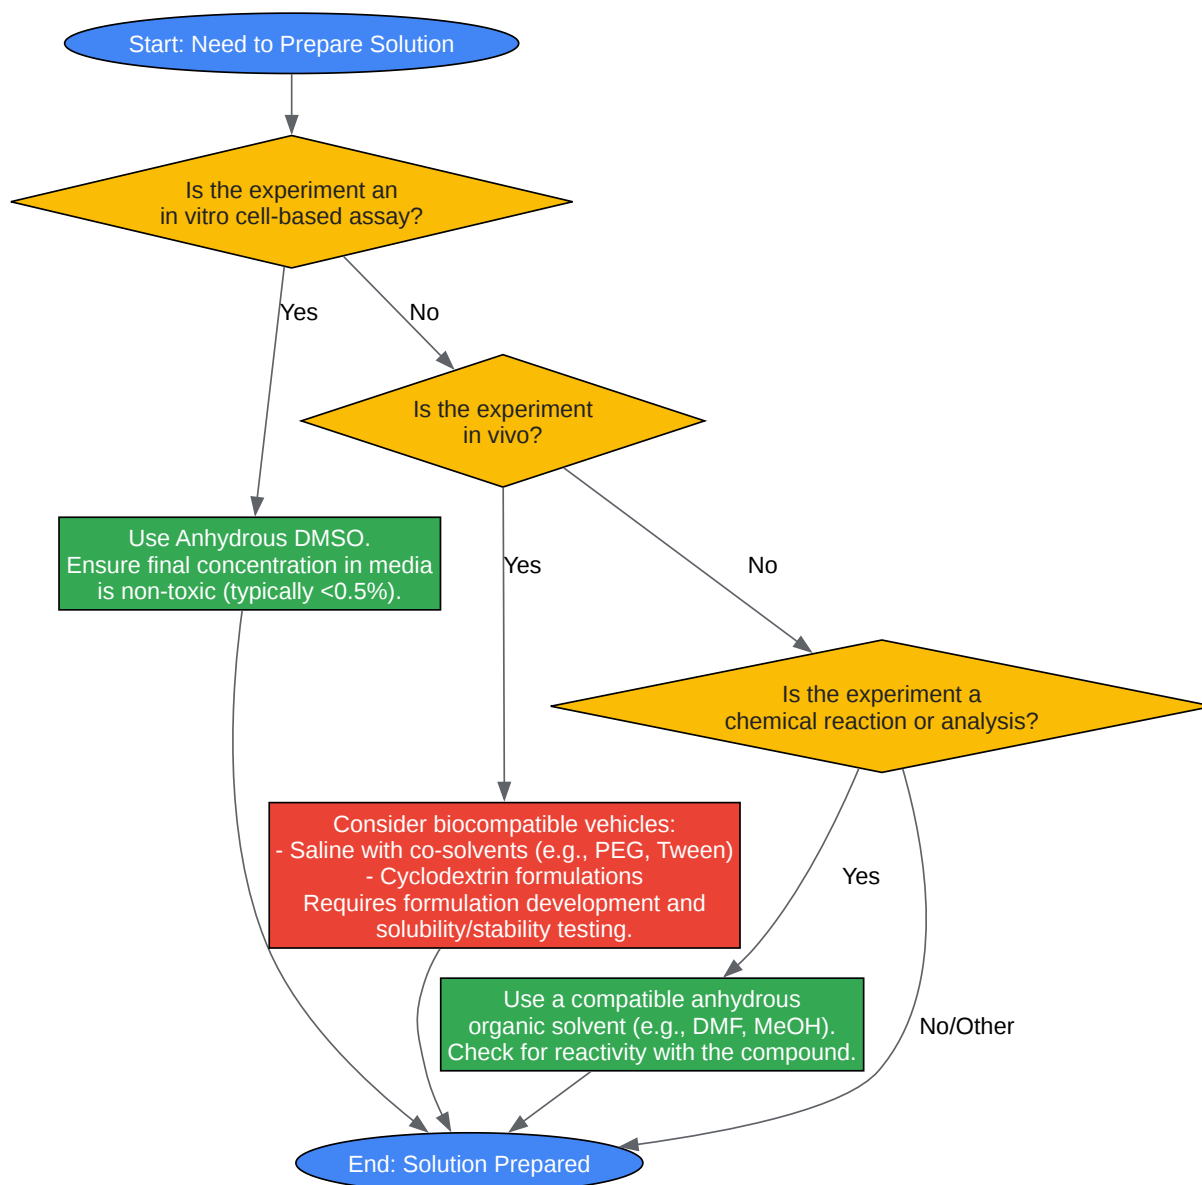 Start: Need to Prepare Solution
Is the experiment an
in vitro cell-based assay?
Yes
No
Is the experiment
in vivo?
Use Anhydrous DMSO.
Ensure final concentration in media
is non-toxic (typically <0.5%).
Yes
No
Is the experiment a
chemical reaction or analysis?
Consider biocompatible vehicles:
- Saline with co-solvents (e.g., PEG, Tween)
- Cyclodextrin formulations
Requires formulation development and
solubility/stability testing.
Yes
Use a compatible anhydrous
organic solvent (e.g., DMF, MeOH).
Check for reactivity with the compound.
No/Other
End: Solution Prepared